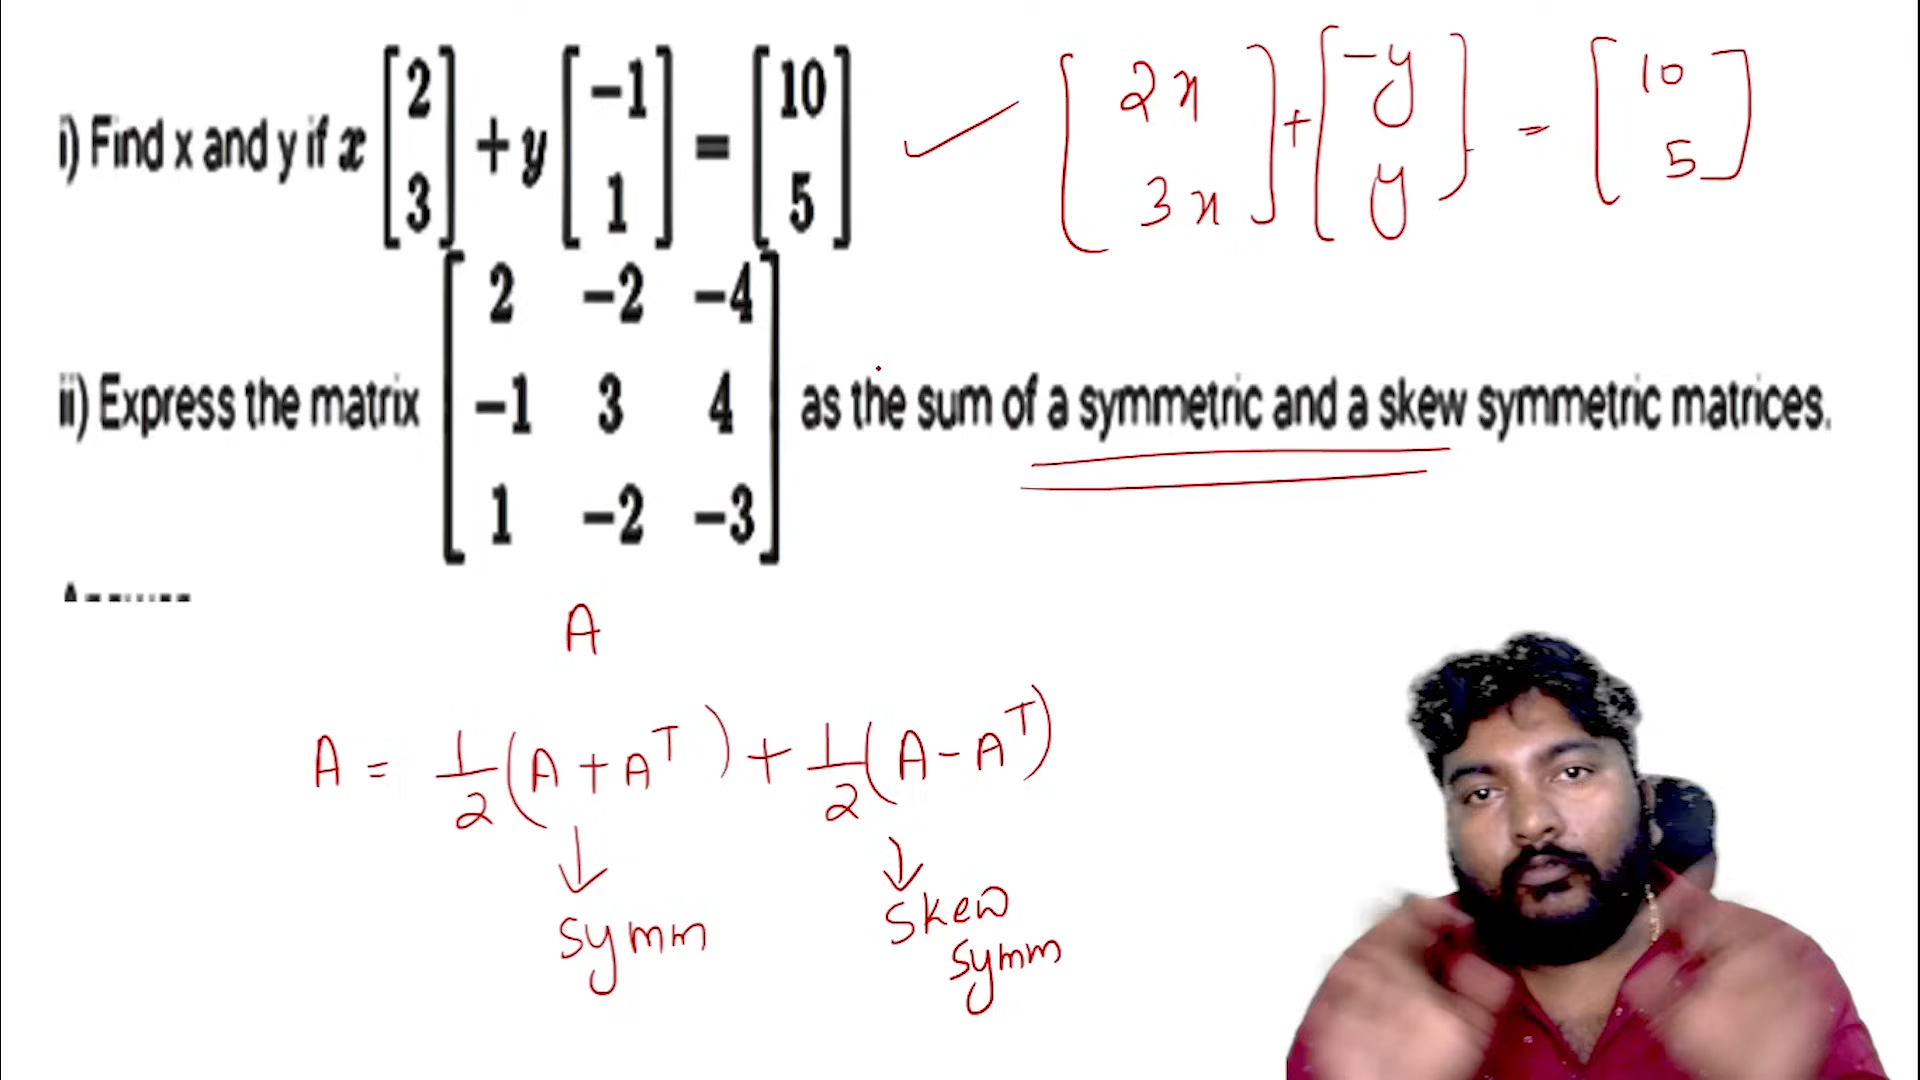 i) Find x and y if x [2 3] + y [-1 1] = [10 5]
[2x 3x] + [-y y] = [10 5]
ii) Express the matrix [2 -2 -4 -1 3 4 1 -2 -3] as the sum of a symmetric and a skew symmetric matrices.
A
A = 1/2 (A + A^T) + 1/2 (A - A^T)
symm
skew
symm